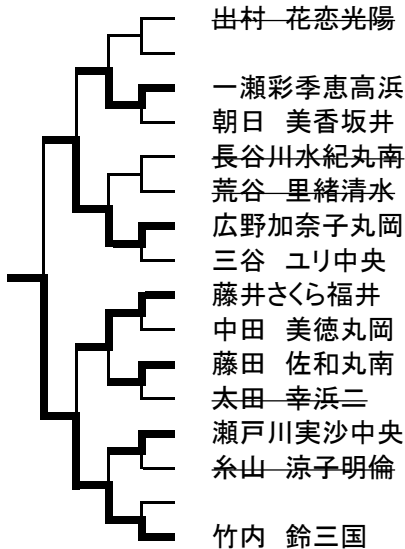 出村 花恋光陽
一瀬彩季恵高浜
朝日 美香坂井
長谷川水紀丸南
荒谷 里緒清水
広野加奈子丸岡
三谷 ユリ中央
藤井さくら福井
中田 美徳丸岡
藤田 佐和丸南
太田 幸浜二
瀬戸川実沙中央
糸山 涼子明倫
竹内 鈴三国